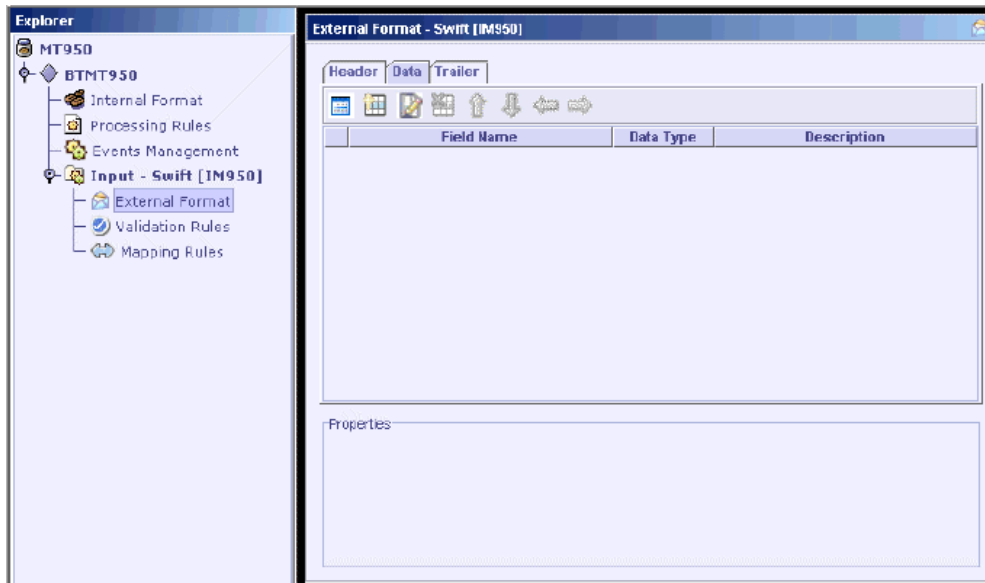 Explorer
MT950
BTMT950
Internal Format
Processing Rules
Events Management
Input - Swift [IM950]
External Format
Validation Rules
Mapping Rules
External Format - Swift [IM950]
Header Data Trailer
Field Name Data Type Description
Properties